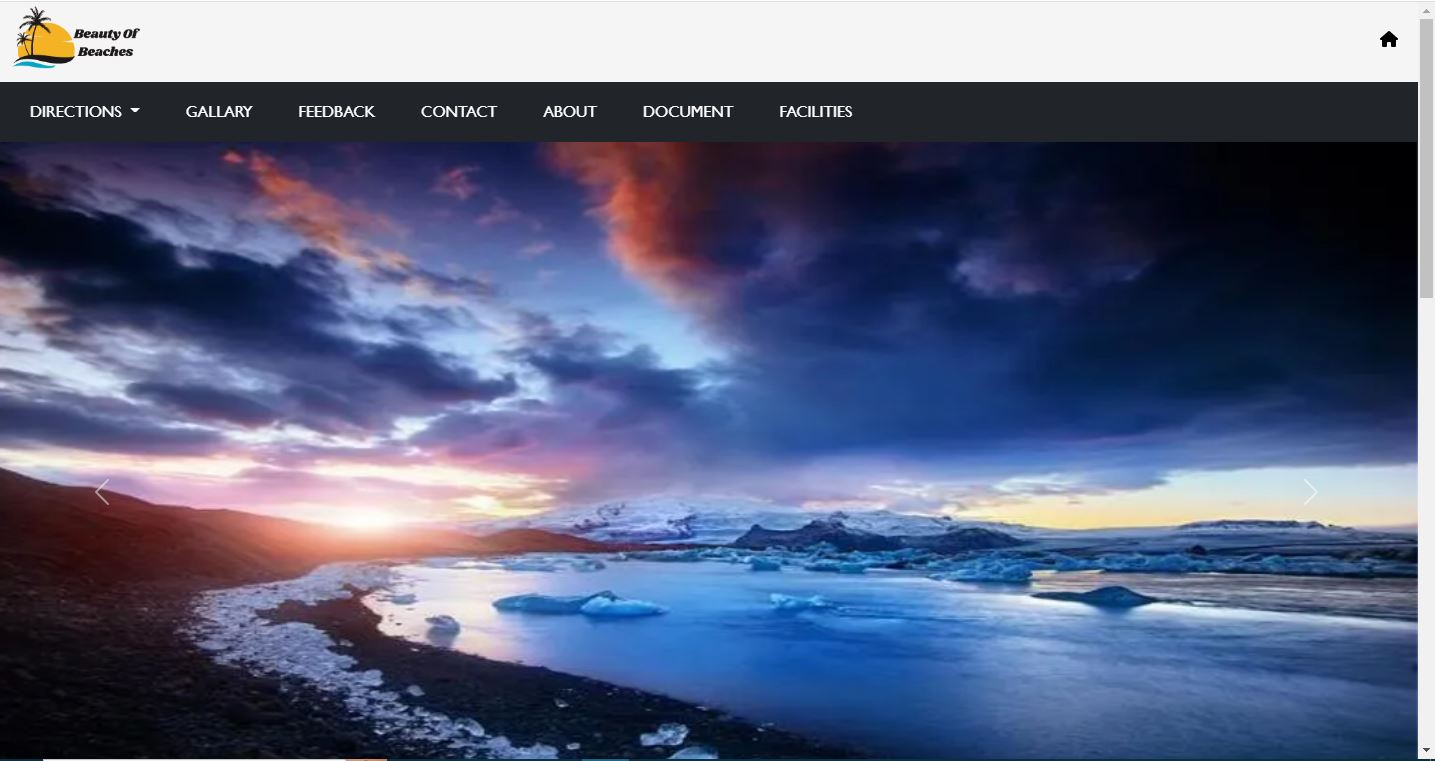 Beauty Of
Beaches
DIRECTIONS GALLARY FEEDBACK CONTACT ABOUT DOCUMENT FACILITIES